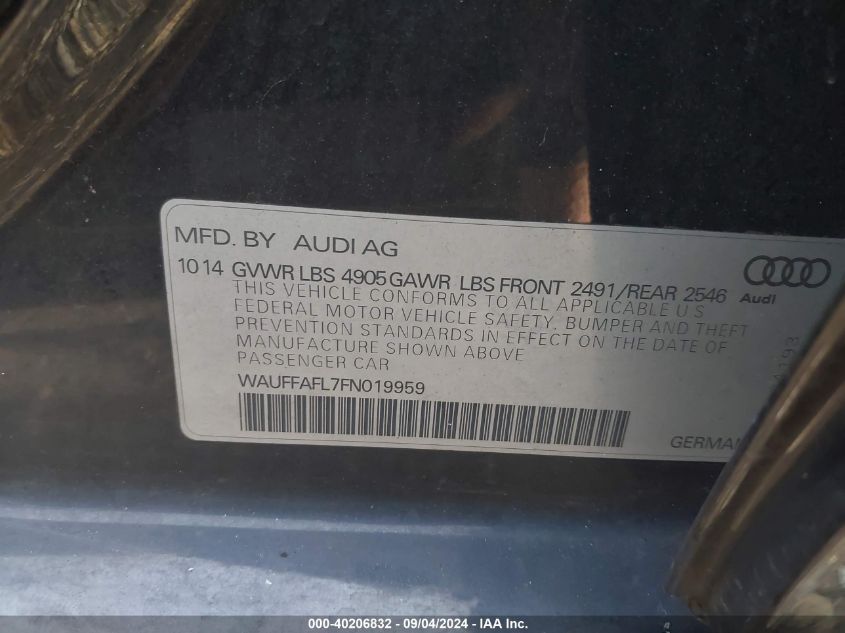 MFD. BY AUDI AG
1014 GVWR LBS 4905 GAWR LBS FRONT 2491/REAR 2546
Audi
THIS VEHICLE CONFORMS TO ALL APPLICABLE U S
FEDERAL MOTOR VEHICLE SAFETY, BUMPER AND THEFT
PREVENTION STANDARDS IN EFFECT ON THE DATE OF
MANUFACTURE SHOWN ABOVE
PASSENGER CAR
WAUFFAFL7FN019959
GERMAN
000-40206832 - 09/04/2024 - IAA, Inc.